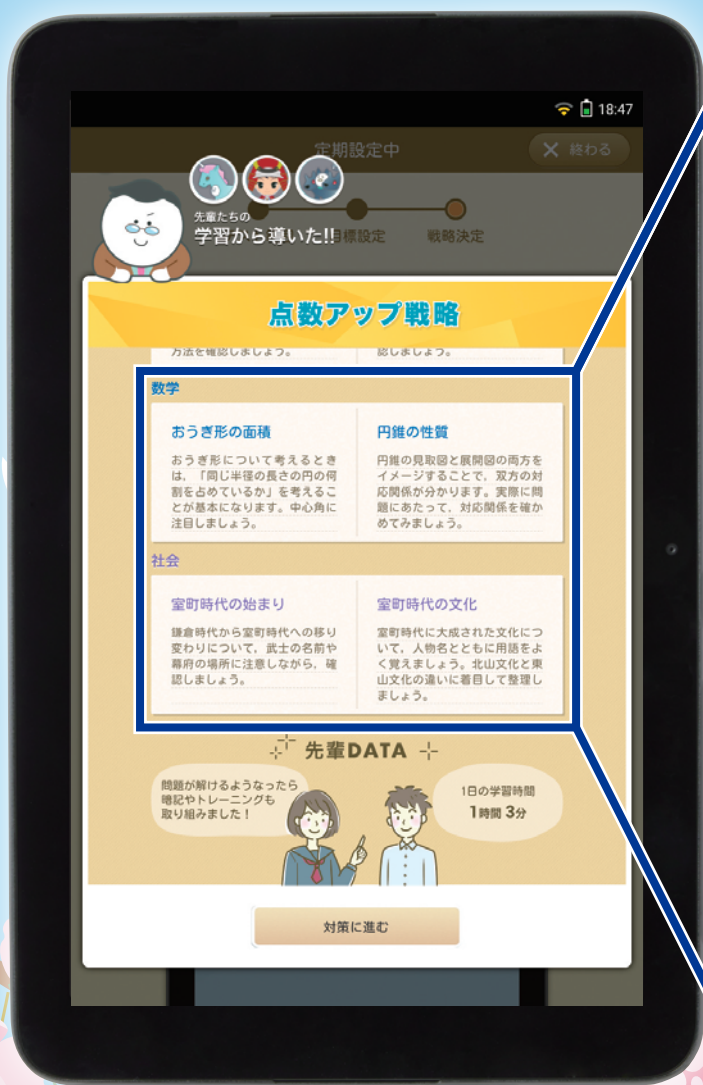 18:47
定期設定中
× 終わる
先輩たちの
学習から導いた!!
目標設定
戦略決定
点数アップ戦略
方法を確認しましょう。
認しましょう。
数学
おうぎ形の面積
おうぎ形について考えるとき
は，「同じ半径の長さの円の何
割を占めているか」を考えるこ
とが基本になります。中心角に
注目しましょう。
円錐の性質
円錐の見取図と展開図の両方を
イメージすることで，双方の対
応関係が分かります。実際に問
題にあたって，対応関係を確か
めてみましょう。
社会
室町時代の始まり
鎌倉時代から室町時代への移り
変わりについて，武士の名前や
幕府の場所に注意しながら，確
認しましょう。
室町時代の文化
室町時代に大成された文化につ
いて，人物名とともに用語をよ
く覚えましょう。北山文化と東
山文化の違いに着目して整理し
ましょう。
先輩DATA
問題が解けるようなったら
暗記やトレーニングも
取り組みました！
1日の学習時間
1時間 3分
対策に進む